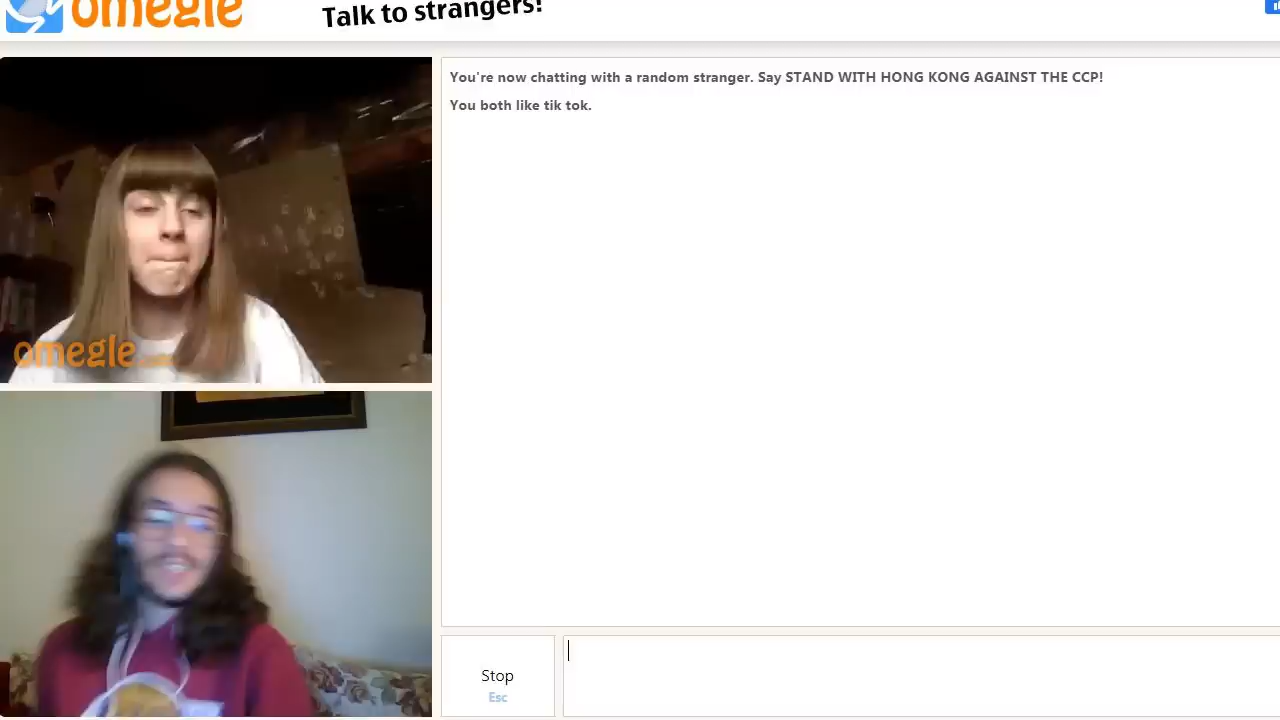 omegle
Talk to strangers!
You're now chatting with a random stranger. Say STAND WITH HONG KONG AGAINST THE CCP!
You both like tik tok.
omegle
Stop
Esc